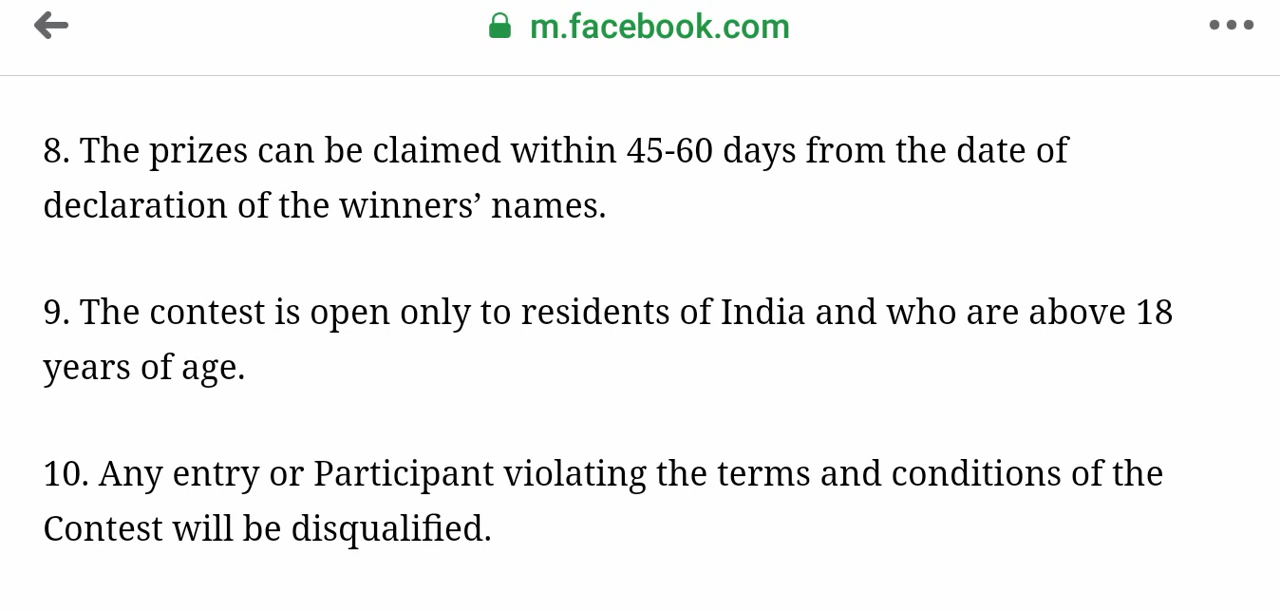 m.facebook.com
8. The prizes can be claimed within 45-60 days from the date of
declaration of the winners’ names.
9. The contest is open only to residents of India and who are above 18
years of age.
10. Any entry or Participant violating the terms and conditions of the
Contest will be disqualified.